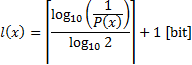 l(x) = ⌈log₁₀(1/P(x)) / log₁₀ 2⌉ + 1 [bit]